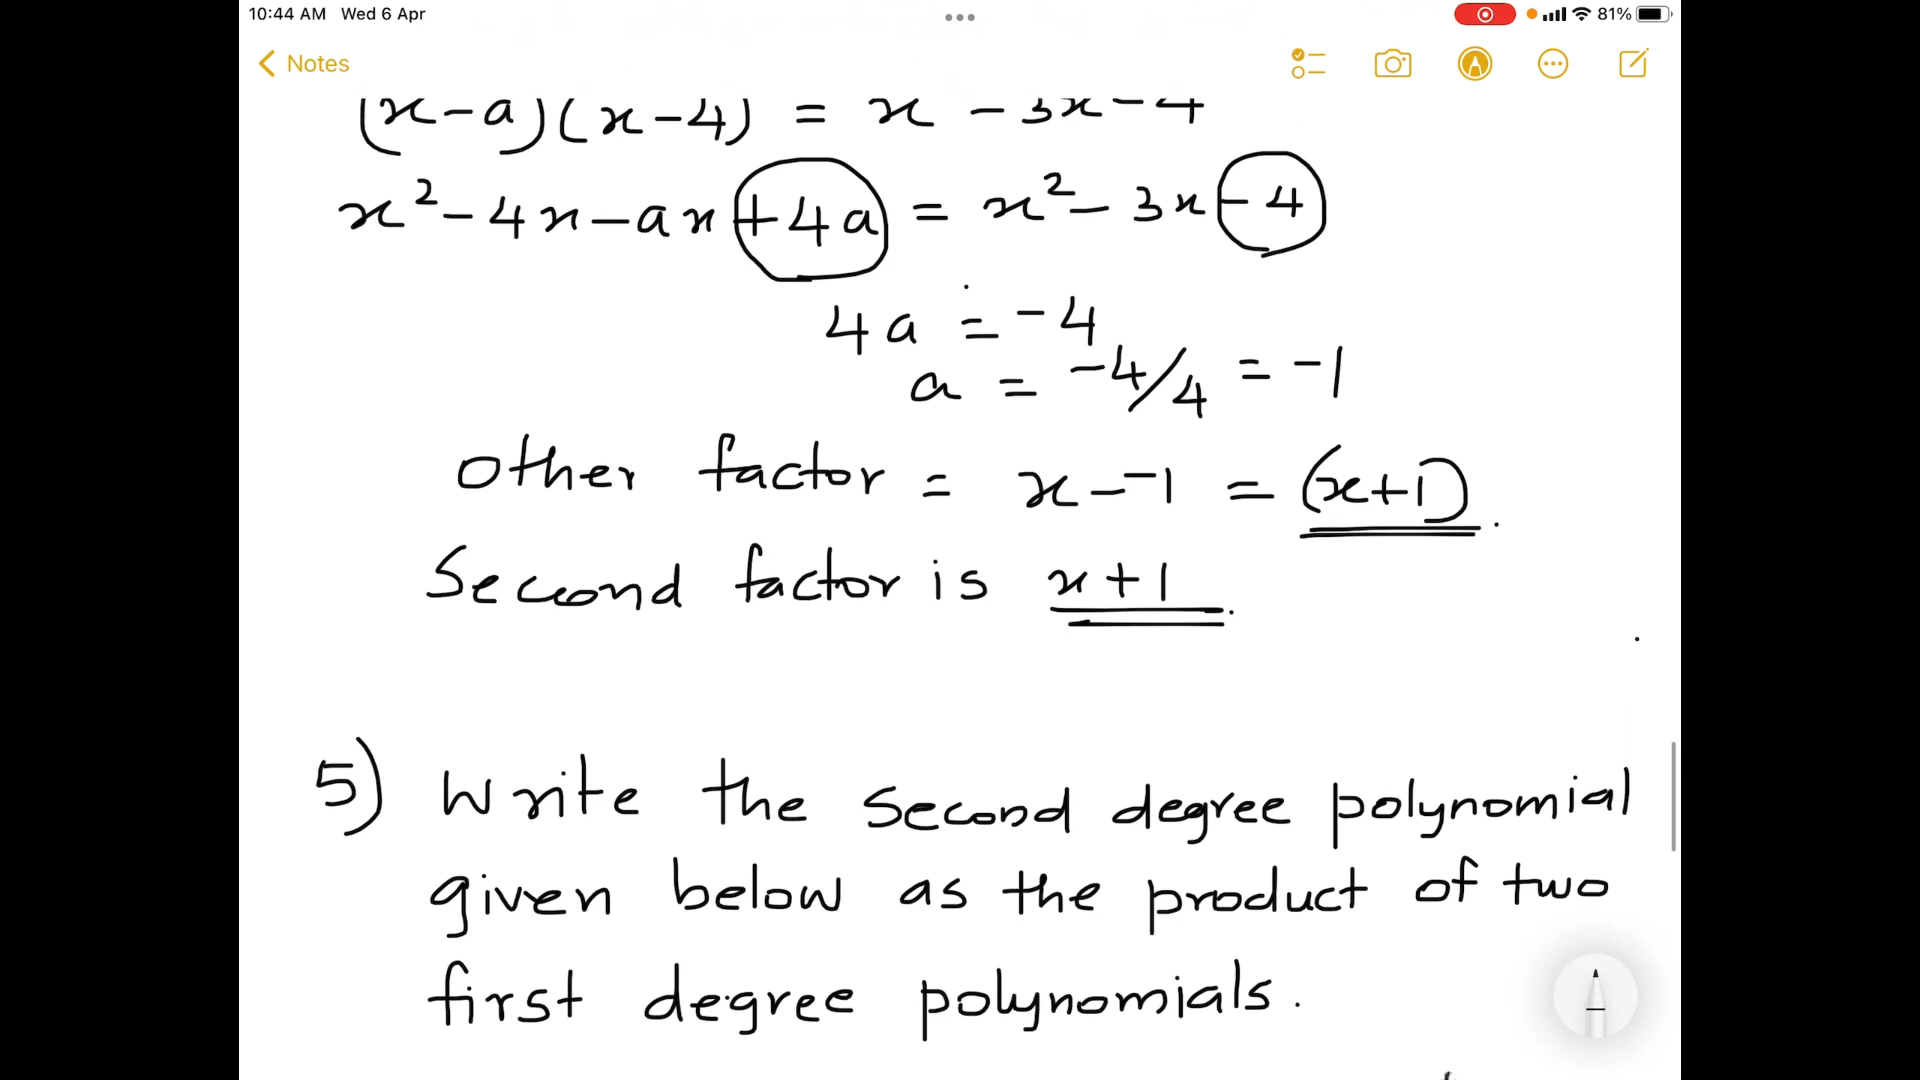 10:44 AM Wed 6 Apr
81%
Notes
(x-a)(x-4) = x - 3x - 4
x²-4x-ax+4a = x²-3x-4
4a = -4
a = -4/4 = -1
Other factor = x--1 = (x+1).
Second factor is x+1.
5) Write the second degree polynomial
given below as the product of two
first degree polynomials.